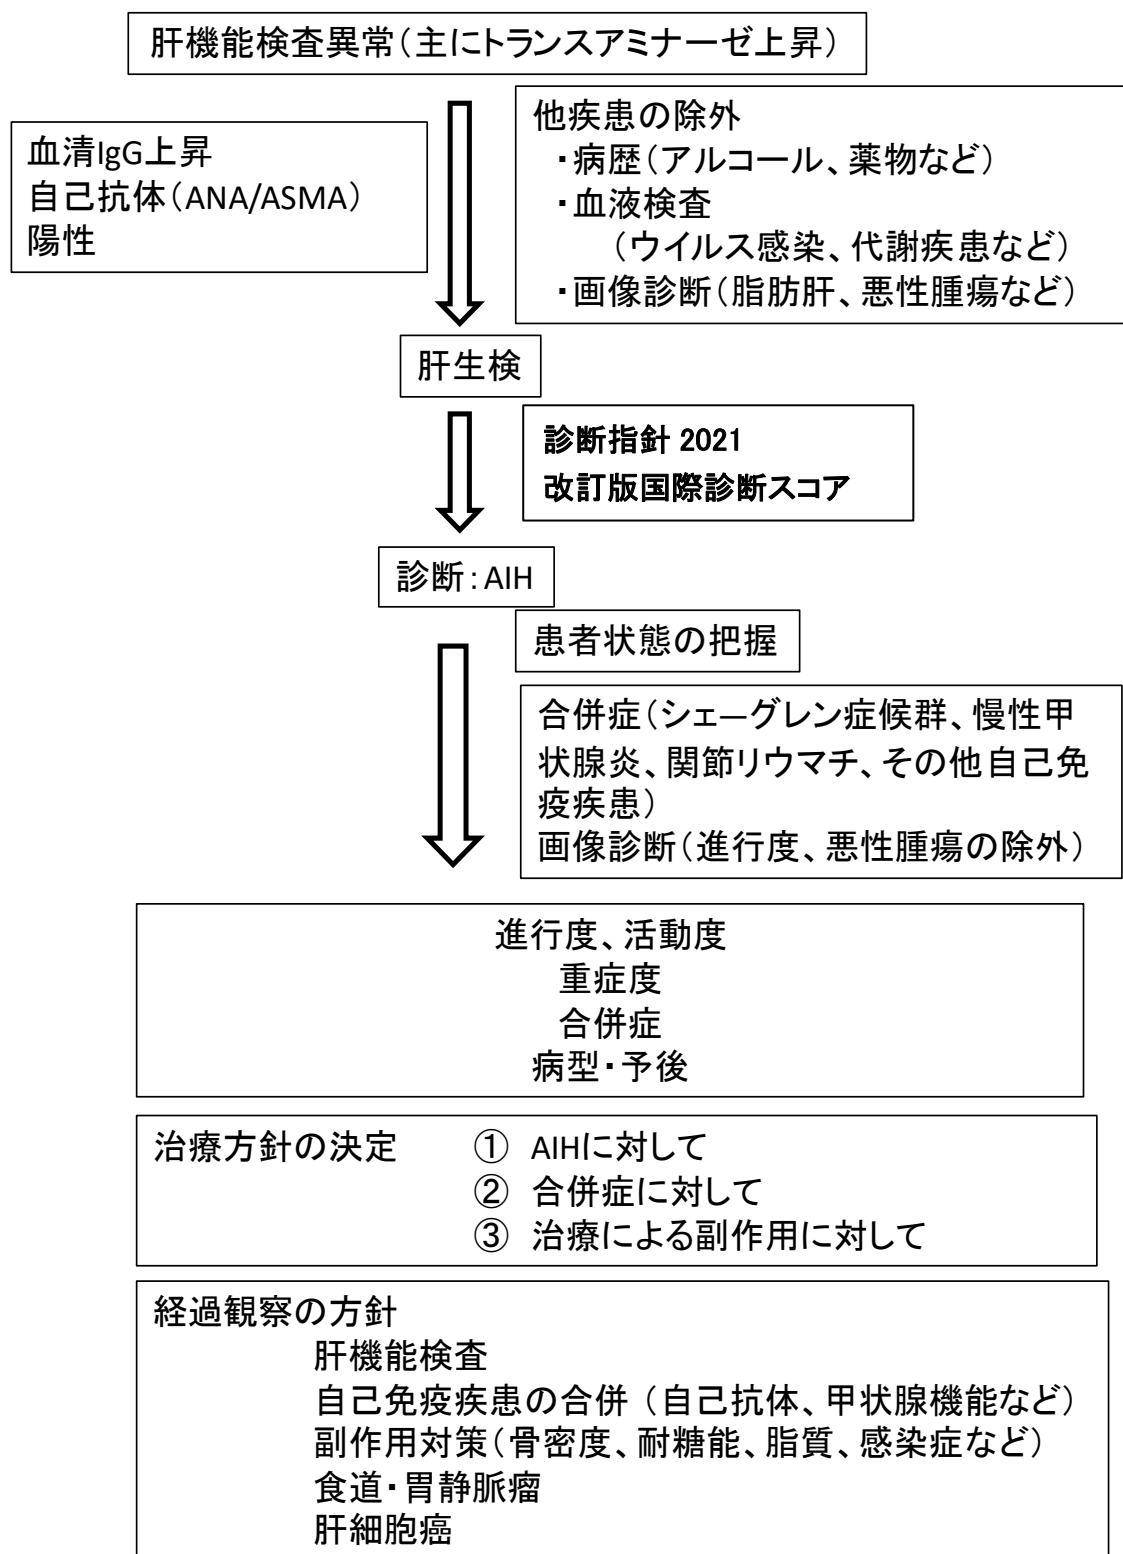 肝機能検査異常（主にトランスアミナーゼ上昇）
血清IgG上昇
自己抗体（ANA/ASMA）
陽性
他疾患の除外
・病歴（アルコール、薬物など）
・血液検査
（ウイルス感染、代謝疾患など）
・画像診断（脂肪肝、悪性腫瘍など）
肝生検
診断指針 2021
改訂版国際診断スコア
診断：AIH
患者状態の把握
合併症（シェーグレン症候群、慢性甲
状腺炎、関節リウマチ、その他自己免
疫疾患）
画像診断（進行度、悪性腫瘍の除外）
進行度、活動度
重症度
合併症
病型・予後
治療方針の決定 ① AIHに対して
② 合併症に対して
③ 治療による副作用に対して
経過観察の方針
肝機能検査
自己免疫疾患の合併（自己抗体、甲状腺機能など）
副作用対策（骨密度、耐糖能、脂質、感染症など）
食道・胃静脈瘤
肝細胞癌